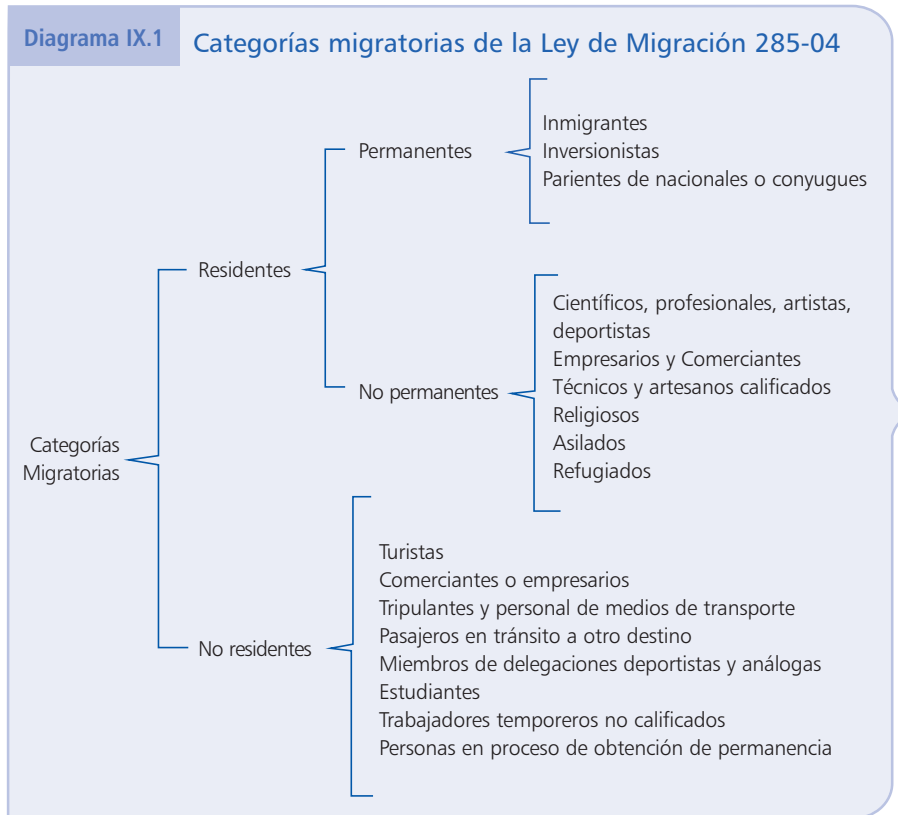 Diagrama IX.1
Categorías migratorias de la Ley de Migración 285-04
Categorías
Migratorias
Residentes
Permanentes
Inmigrantes
Inversionistas
Parientes de nacionales o conyugues
No permanentes
Científicos, profesionales, artistas,
deportistas
Empresarios y Comerciantes
Técnicos y artesanos calificados
Religiosos
Asilados
Refugiados
No residentes
Turistas
Comerciantes o empresarios
Tripulantes y personal de medios de transporte
Pasajeros en tránsito a otro destino
Miembros de delegaciones deportistas y análogas
Estudiantes
Trabajadores temporeros no calificados
Personas en proceso de obtención de permanencia